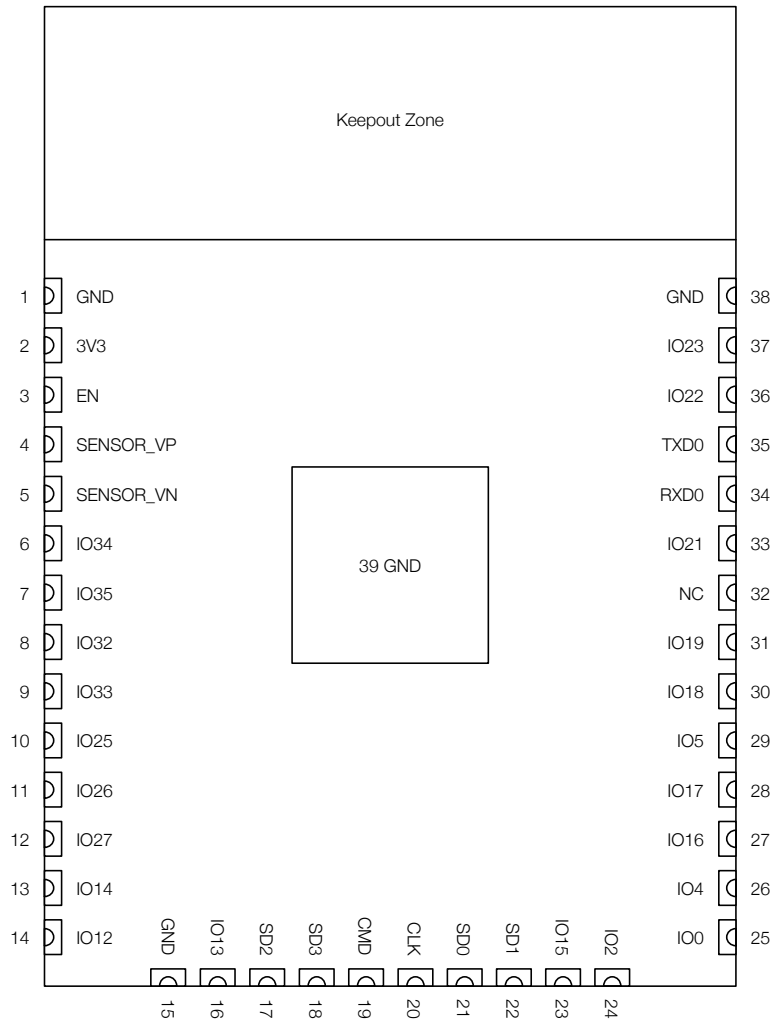 Keepout Zone
1 GND
GND 38
2 3V3
IO23 37
3 EN
IO22 36
4 SENSOR_VP
TXD0 35
5 SENSOR_VN
RXD0 34
6 IO34
IO21 33
39 GND
7 IO35
NC 32
8 IO32
IO19 31
9 IO33
IO18 30
10 IO25
IO5 29
11 IO26
IO17 28
12 IO27
IO16 27
13 IO14
IO4 26
14 IO12
IO0 25
GND 15
IO13 16
SD2 17
SD3 18
CMD 19
CLK 20
SD0 21
SD1 22
IO15 23
IO2 24